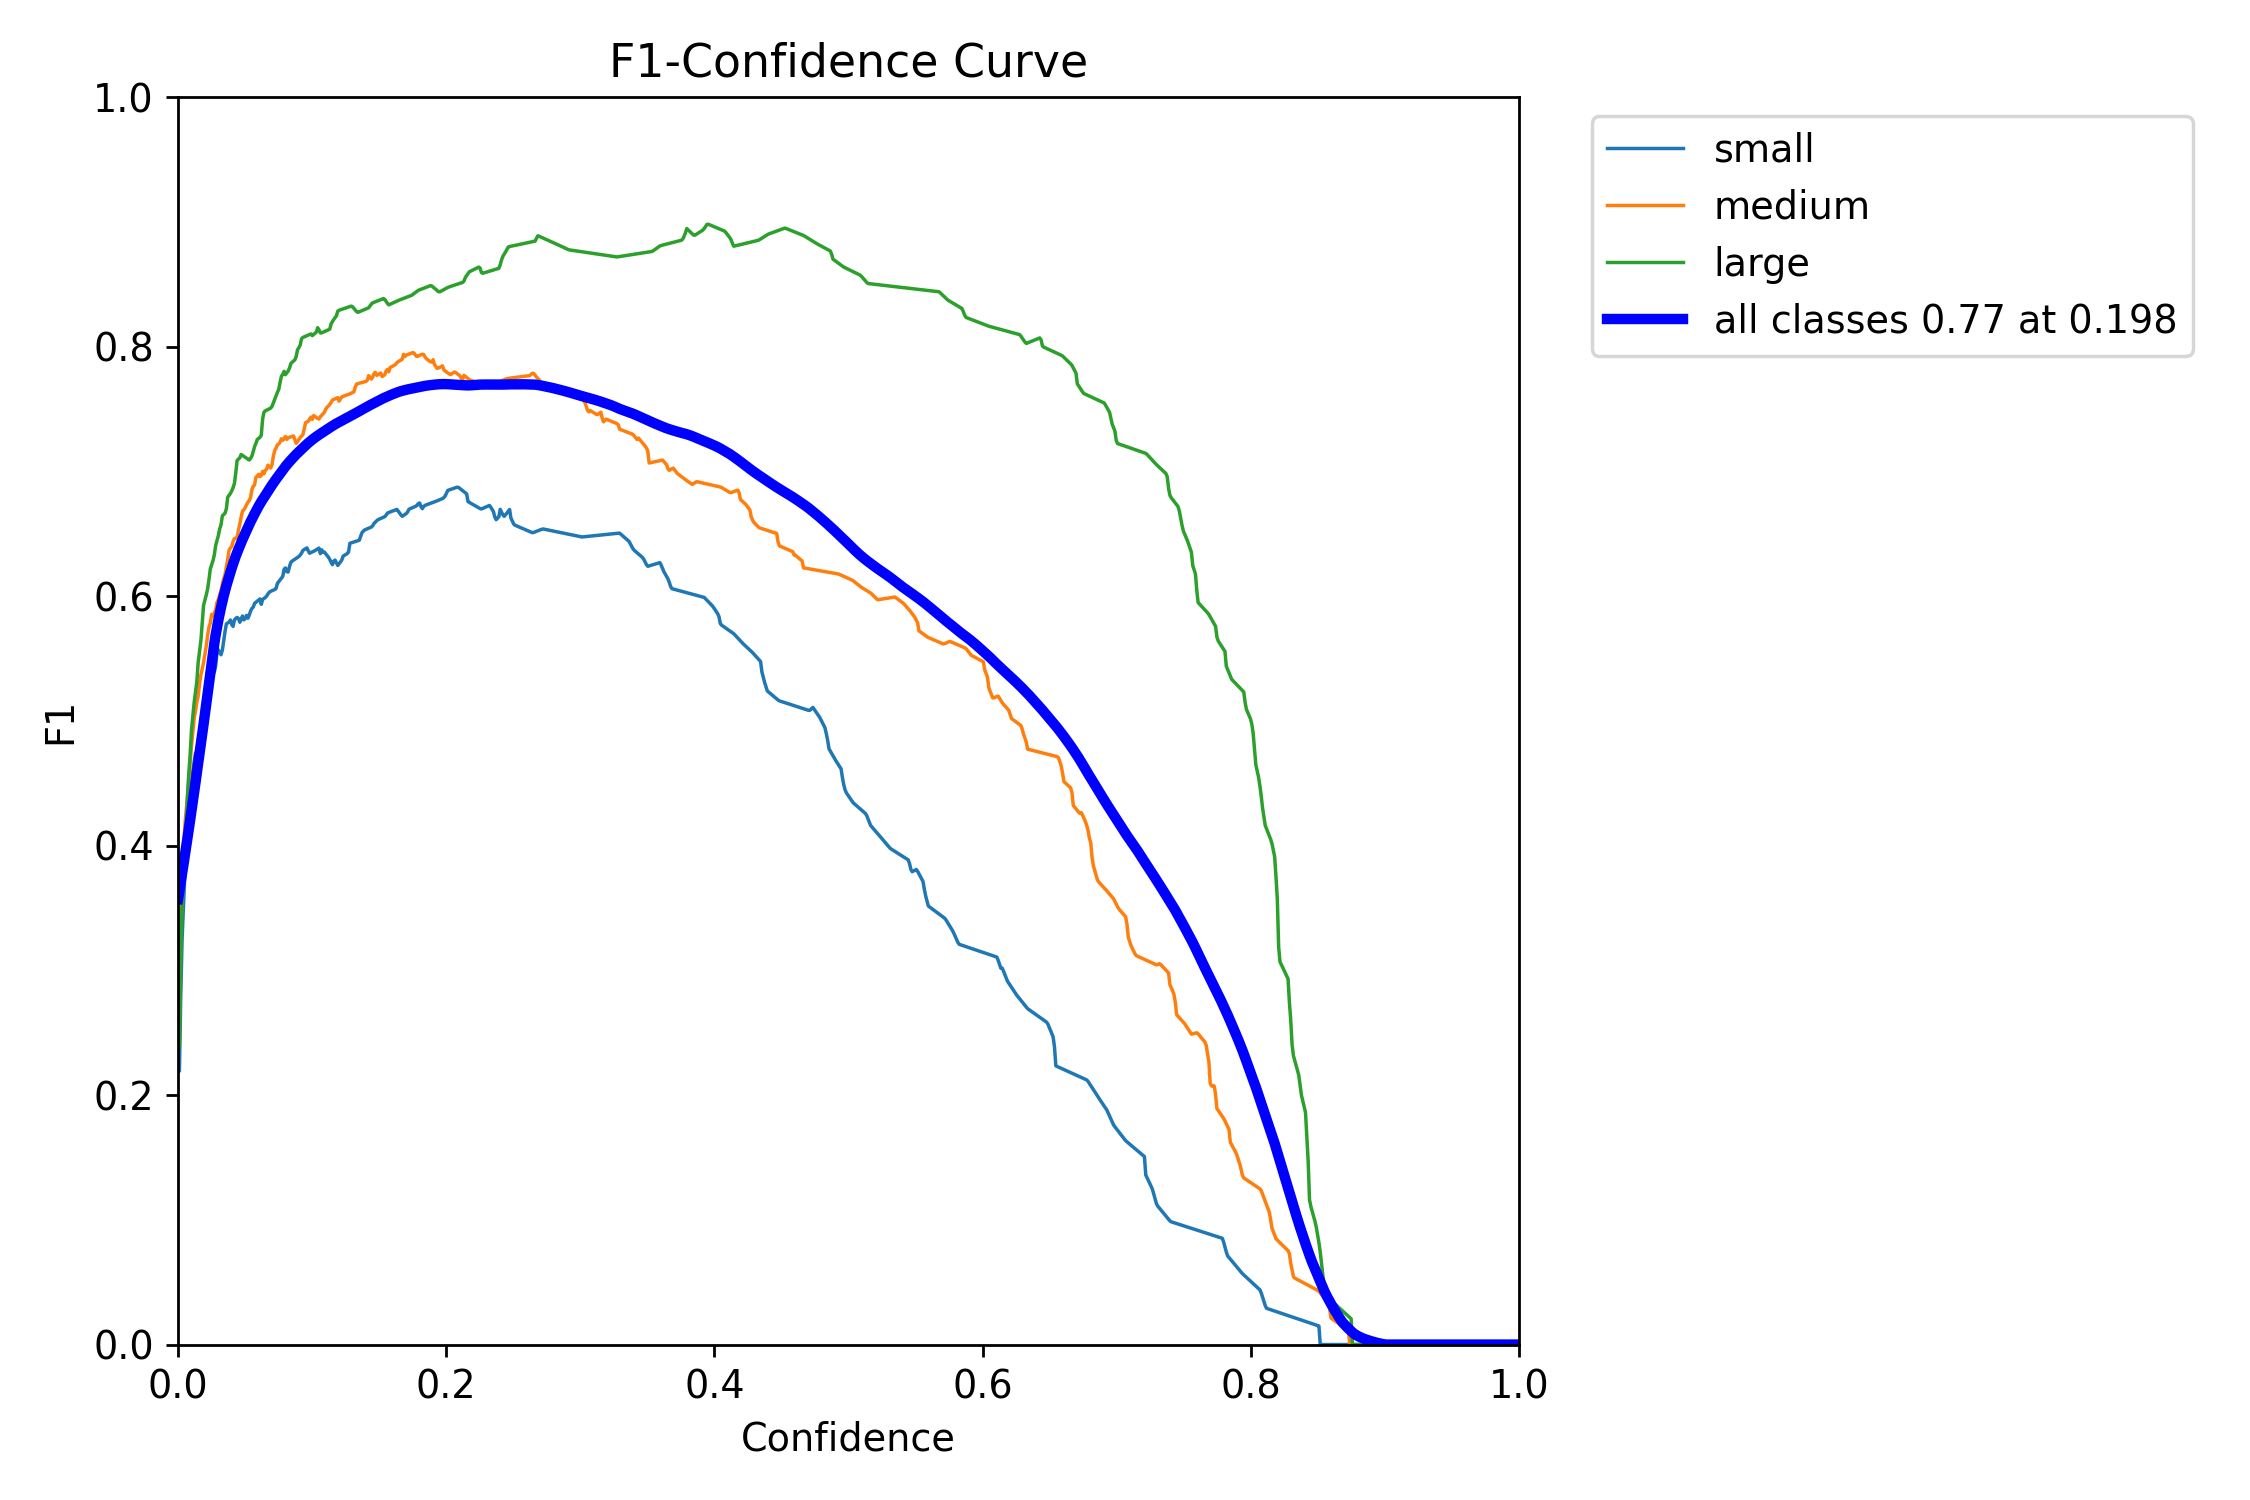 F1-Confidence Curve
1.0
0.8
0.6
0.4
0.2
0.0
F1
0.0 0.2 0.4 0.6 0.8 1.0
Confidence
small
medium
large
all classes 0.77 at 0.198